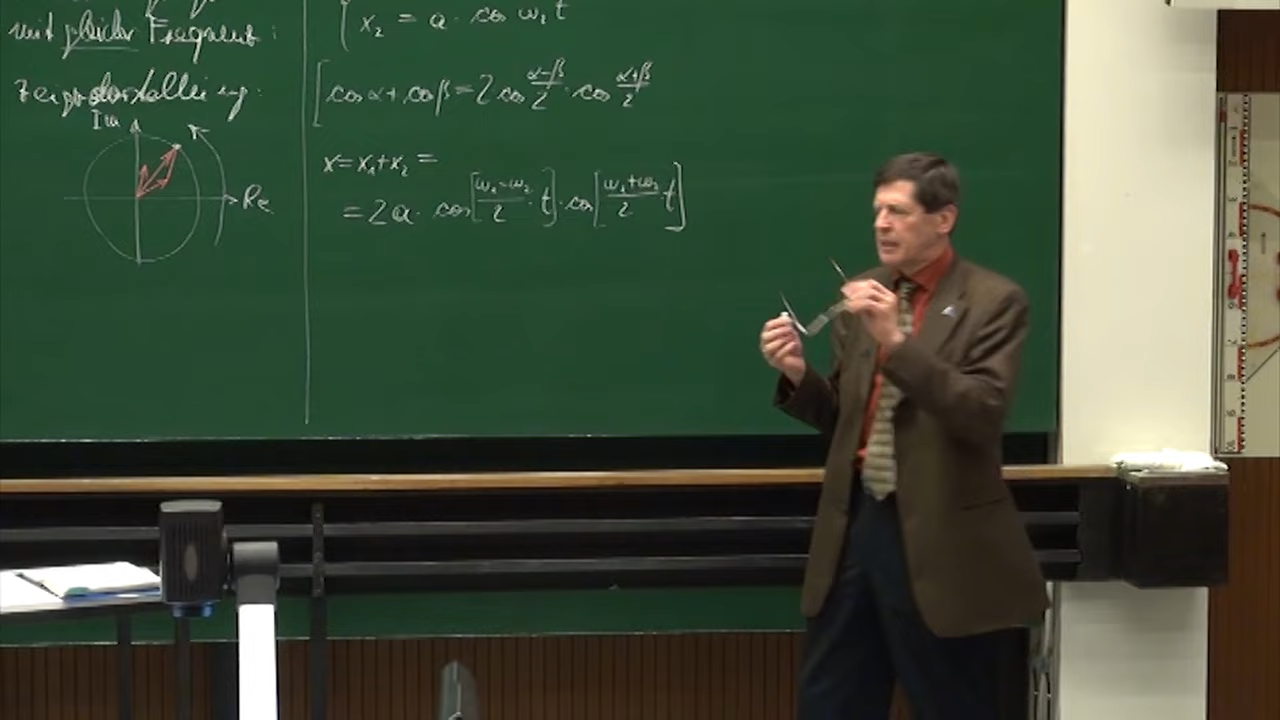 mit gleicher Frequenz:
Zeigerdarstellung:
Im
Re
x₂ = a · cos ω₂t
[cos α + cos β = 2 cos (α-β)/2 · cos (α+β)/2
x = x₁ + x₂ =
= 2a · cos[(ω₁-ω₂)/2 · t] · cos[(ω₁+ω₂)/2 t]